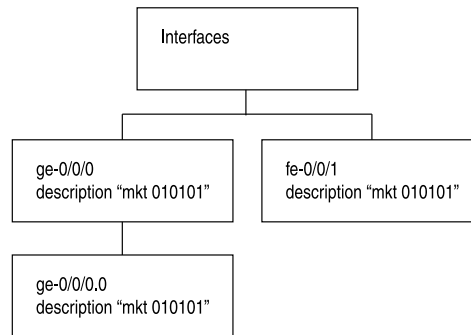 Interfaces
ge-0/0/0
description “mkt 010101”
fe-0/0/1
description “mkt 010101”
ge-0/0/0.0
description “mkt 010101”